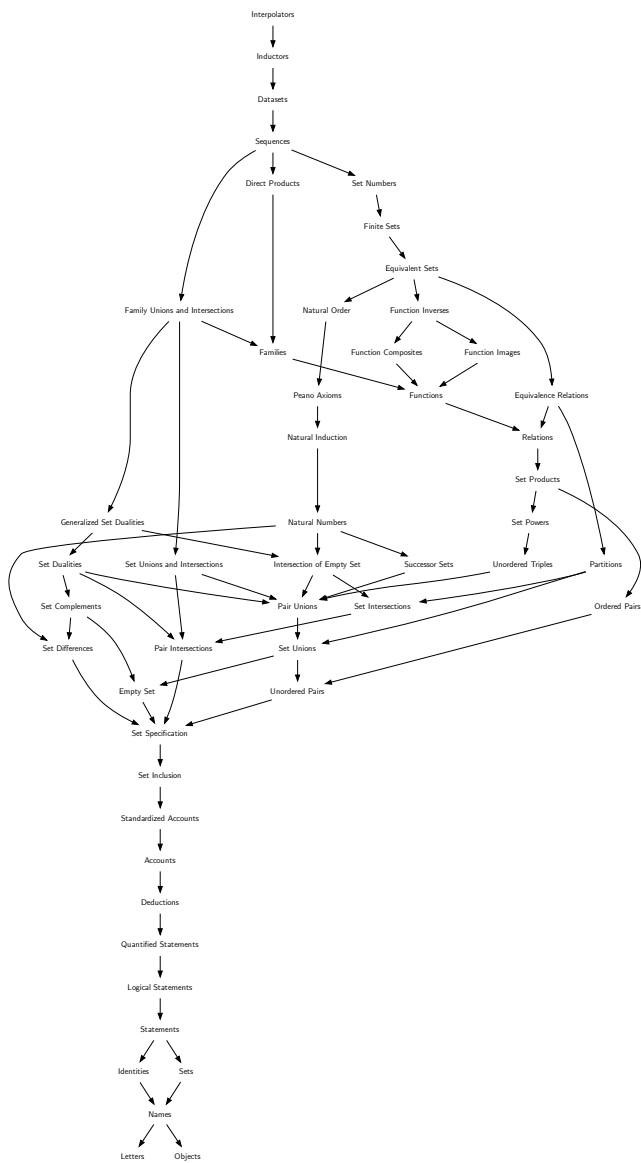 Interpolators
Inductors
Datasets
Sequences
Direct Products
Set Numbers
Finite Sets
Equivalent Sets
Family Unions and Intersections
Natural Order
Function Inverses
Families
Function Composites
Function Images
Peano Axioms
Functions
Equivalence Relations
Natural Induction
Relations
Set Products
Generalized Set Dualities
Natural Numbers
Set Powers
Set Dualities
Set Unions and Intersections
Intersection of Empty Set
Successor Sets
Unordered Triples
Partitions
Set Complements
Pair Unions
Set Intersections
Ordered Pairs
Set Differences
Pair Intersections
Set Unions
Empty Set
Unordered Pairs
Set Specification
Set Inclusion
Standardized Accounts
Accounts
Deductions
Quantified Statements
Logical Statements
Statements
Identities
Sets
Names
Letters
Objects